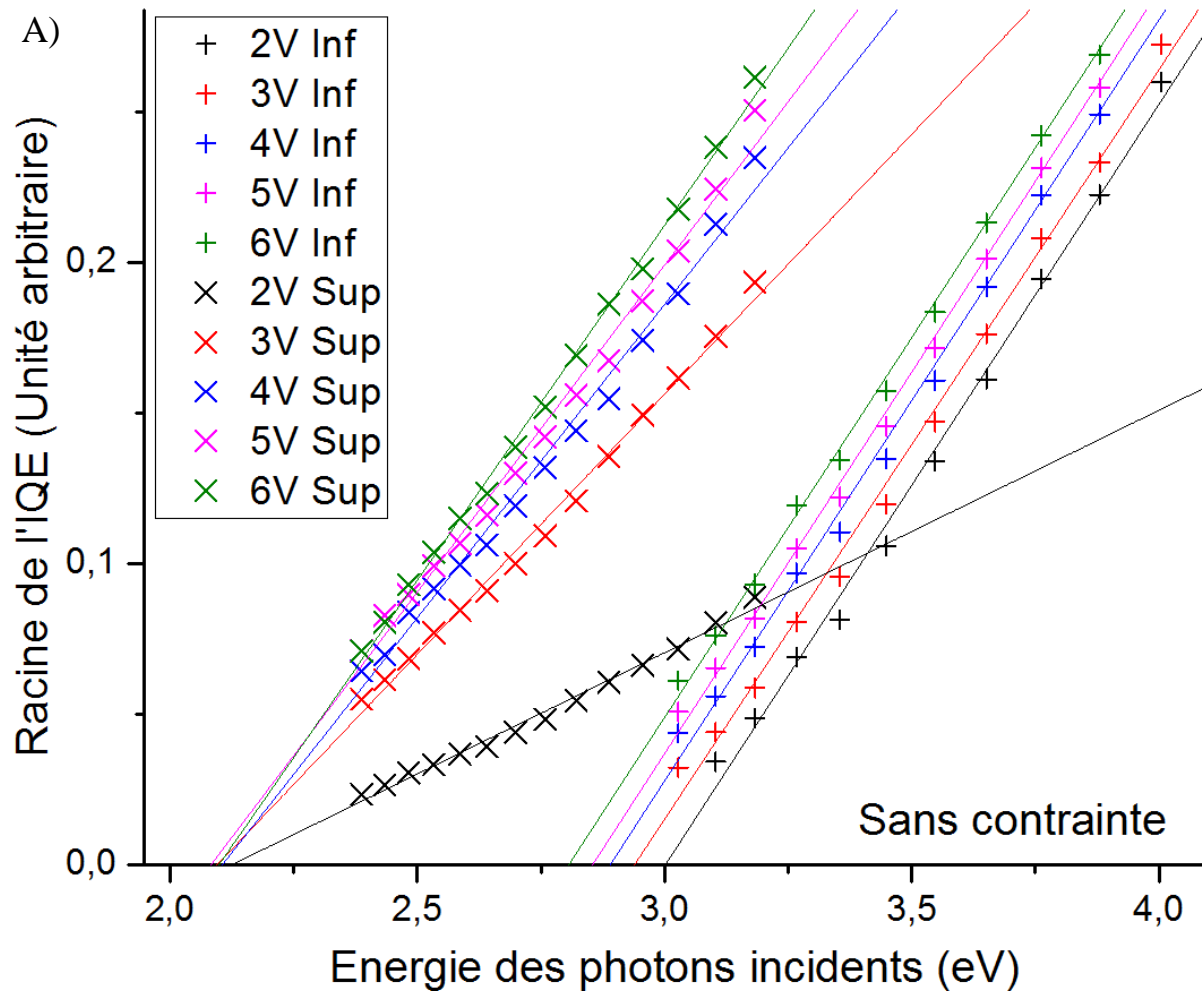 A)
2V Inf
3V Inf
4V Inf
5V Inf
6V Inf
2V Sup
3V Sup
4V Sup
5V Sup
6V Sup
Racine de l'IQE (Unité arbitraire)
0,2
0,1
0,0
Sans contrainte
2,0 2,5 3,0 3,5 4,0
Energie des photons incidents (eV)